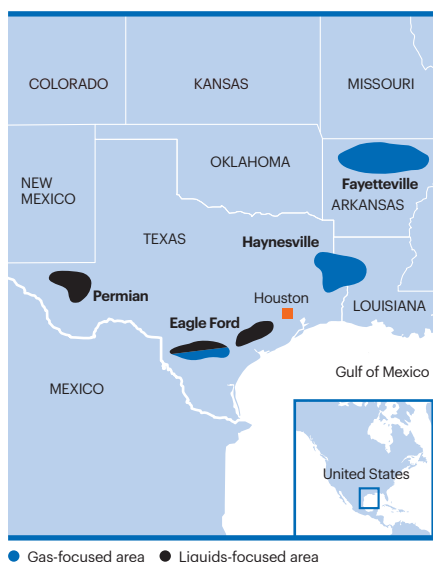 COLORADO
KANSAS
MISSOURI
OKLAHOMA
NEW
MEXICO
Fayetteville
ARKANSAS
TEXAS
Haynesville
Permian
Houston
LOUISIANA
Eagle Ford
Gulf of Mexico
MEXICO
United States
Gas-focused area
Liquids-focused area